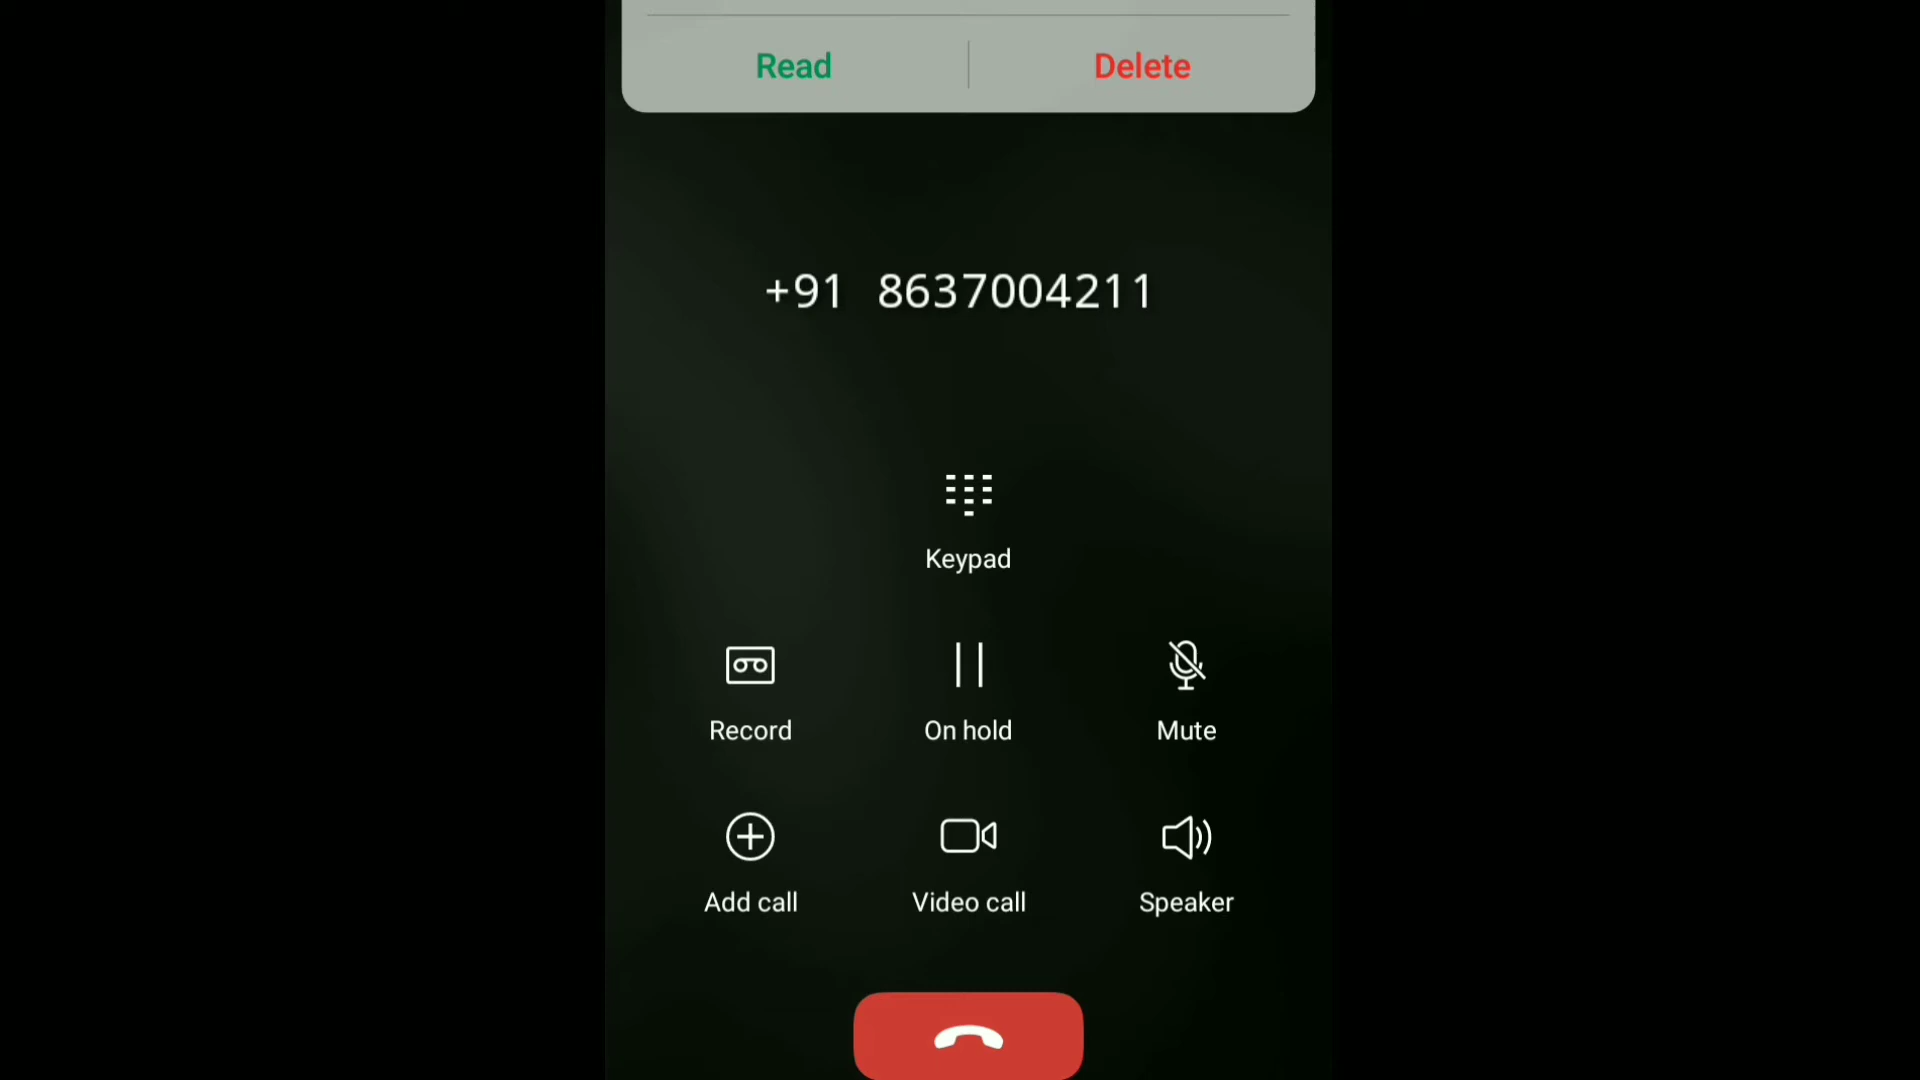 Read Delete
+91 8637004211
Keypad
Record On hold Mute
Add call Video call Speaker